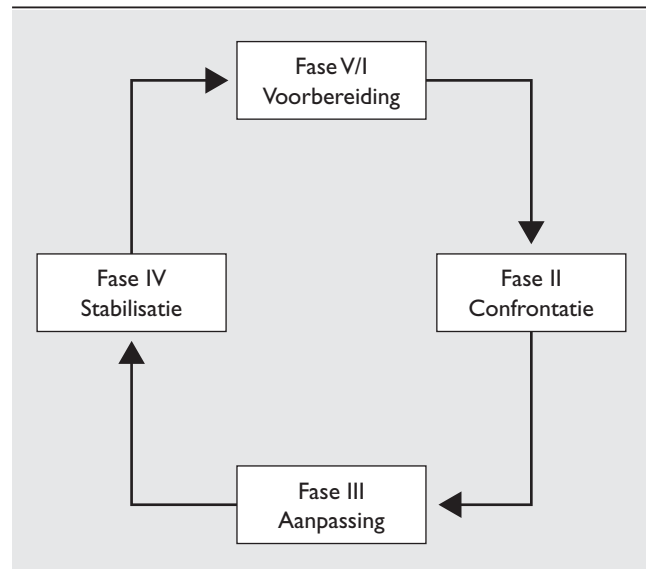 Fase V/I
Voorbereiding
Fase IV
Stabilisatie
Fase II
Confrontatie
Fase III
Aanpassing